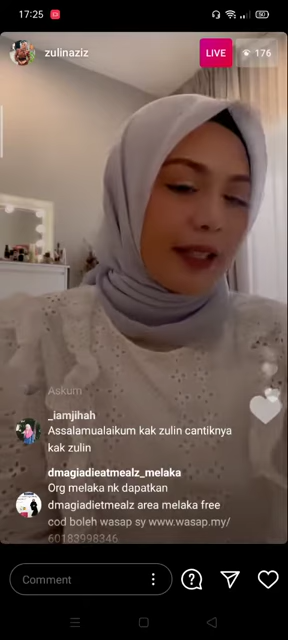 17:25
zulinaziz
LIVE
176
Askum
_iamjihah
Assalamualaikum kak zulin cantiknya
kak zulin
dmagiadieatmealz_melaka
Org melaka nk dapatkan
dmagiadietmealz area melaka free
cod boleh wasap sy www.wasap.my/
60183998346
Comment